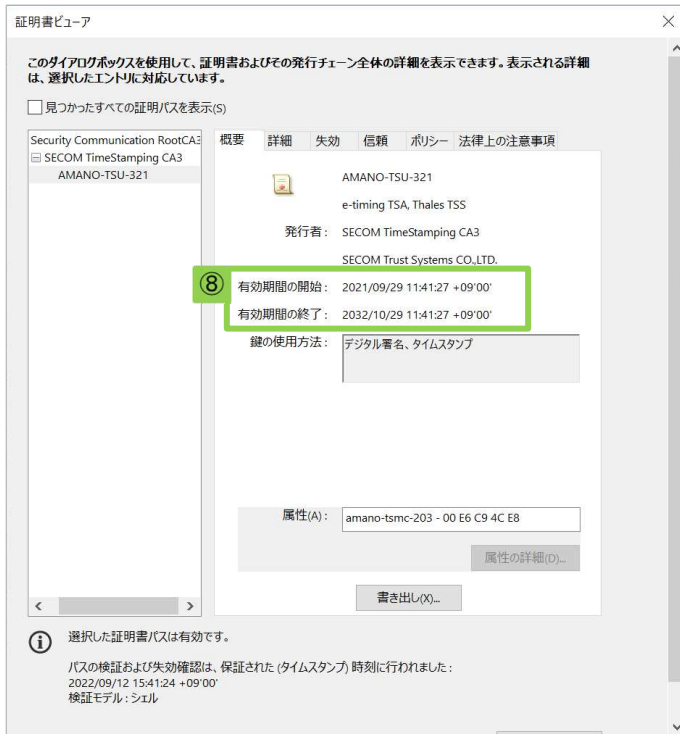 証明書ビューア
このダイアログボックスを使用して、証明書およびその発行チェーン全体の詳細を表示できます。表示される詳細
は、選択したエントリに対応しています。
見つかったすべての証明パスを表示(S)
Security Communication RootCA3
SECOM TimeStamping CA3
AMANO-TSU-321
概要 詳細 失効 信頼 ポリシー 法律上の注意事項
AMANO-TSU-321
e-timing TSA, Thales TSS
発行者: SECOM TimeStamping CA3
SECOM Trust Systems CO.,LTD.
⑧
有効期間の開始: 2021/09/29 11:41:27 +09'00'
有効期間の終了: 2032/10/29 11:41:27 +09'00'
鍵の使用方法: デジタル署名、タイムスタンプ
属性(A): amano-tsmc-203 - 00 E6 C9 4C E8
属性の詳細(D)...
書き出し(X)...
選択した証明書パスは有効です。
パスの検証および失効確認は、保証された (タイムスタンプ) 時刻に行われました:
2022/09/12 15:41:24 +09'00'
検証モデル: シェル